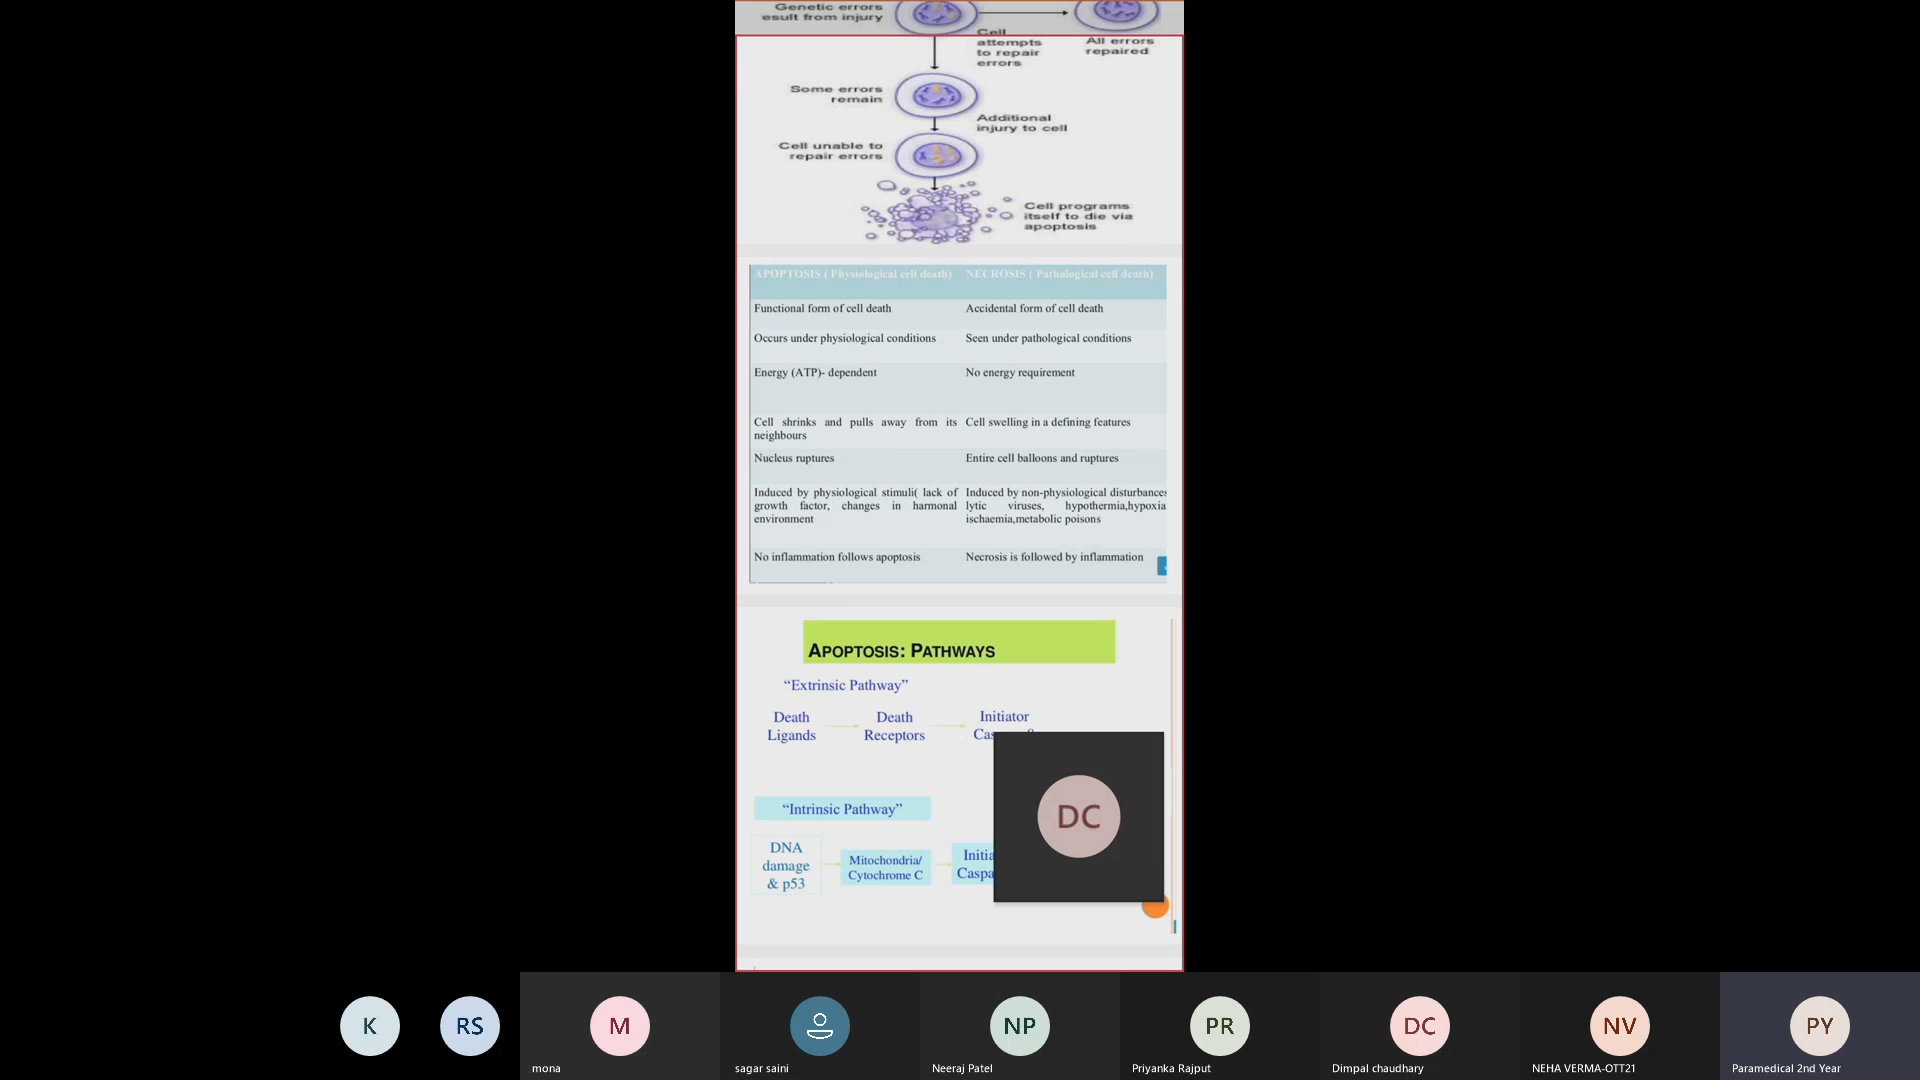 Genetic errors
esult from injury
Cell
attempts
to repair
errors
All errors
repaired
Some errors
remain
Additional
injury to cell
Cell unable to
repair errors
Cell programs
itself to die via
apoptosis
APOPTOSIS ( Physiological cell death) NECROSIS ( Pathological cell death)
Functional form of cell death Accidental form of cell death
Occurs under physiological conditions Seen under pathological conditions
Energy (ATP)- dependent No energy requirement
Cell shrinks and pulls away from its Cell swelling in a defining features
neighbours
Nucleus ruptures Entire cell balloons and ruptures
Induced by physiological stimuli( lack of Induced by non-physiological disturbances
growth factor, changes in harmonal lytic viruses, hypothermia,hypoxia
environment ischaemia,metabolic poisons
No inflammation follows apoptosis Necrosis is followed by inflammation
APOPTOSIS: PATHWAYS
“Extrinsic Pathway”
Death
Ligands
Death
Receptors
Initiator
“Intrinsic Pathway”
DNA
damage
& p53
Mitochondria/
Cytochrome C
Initia
Caspa
DC
K RS M NP PR DC NV PY
mona sagar saini Neeraj Patel Priyanka Rajput Dimpal chaudhary NEHA VERMA-OTT21 Paramedical 2nd Year